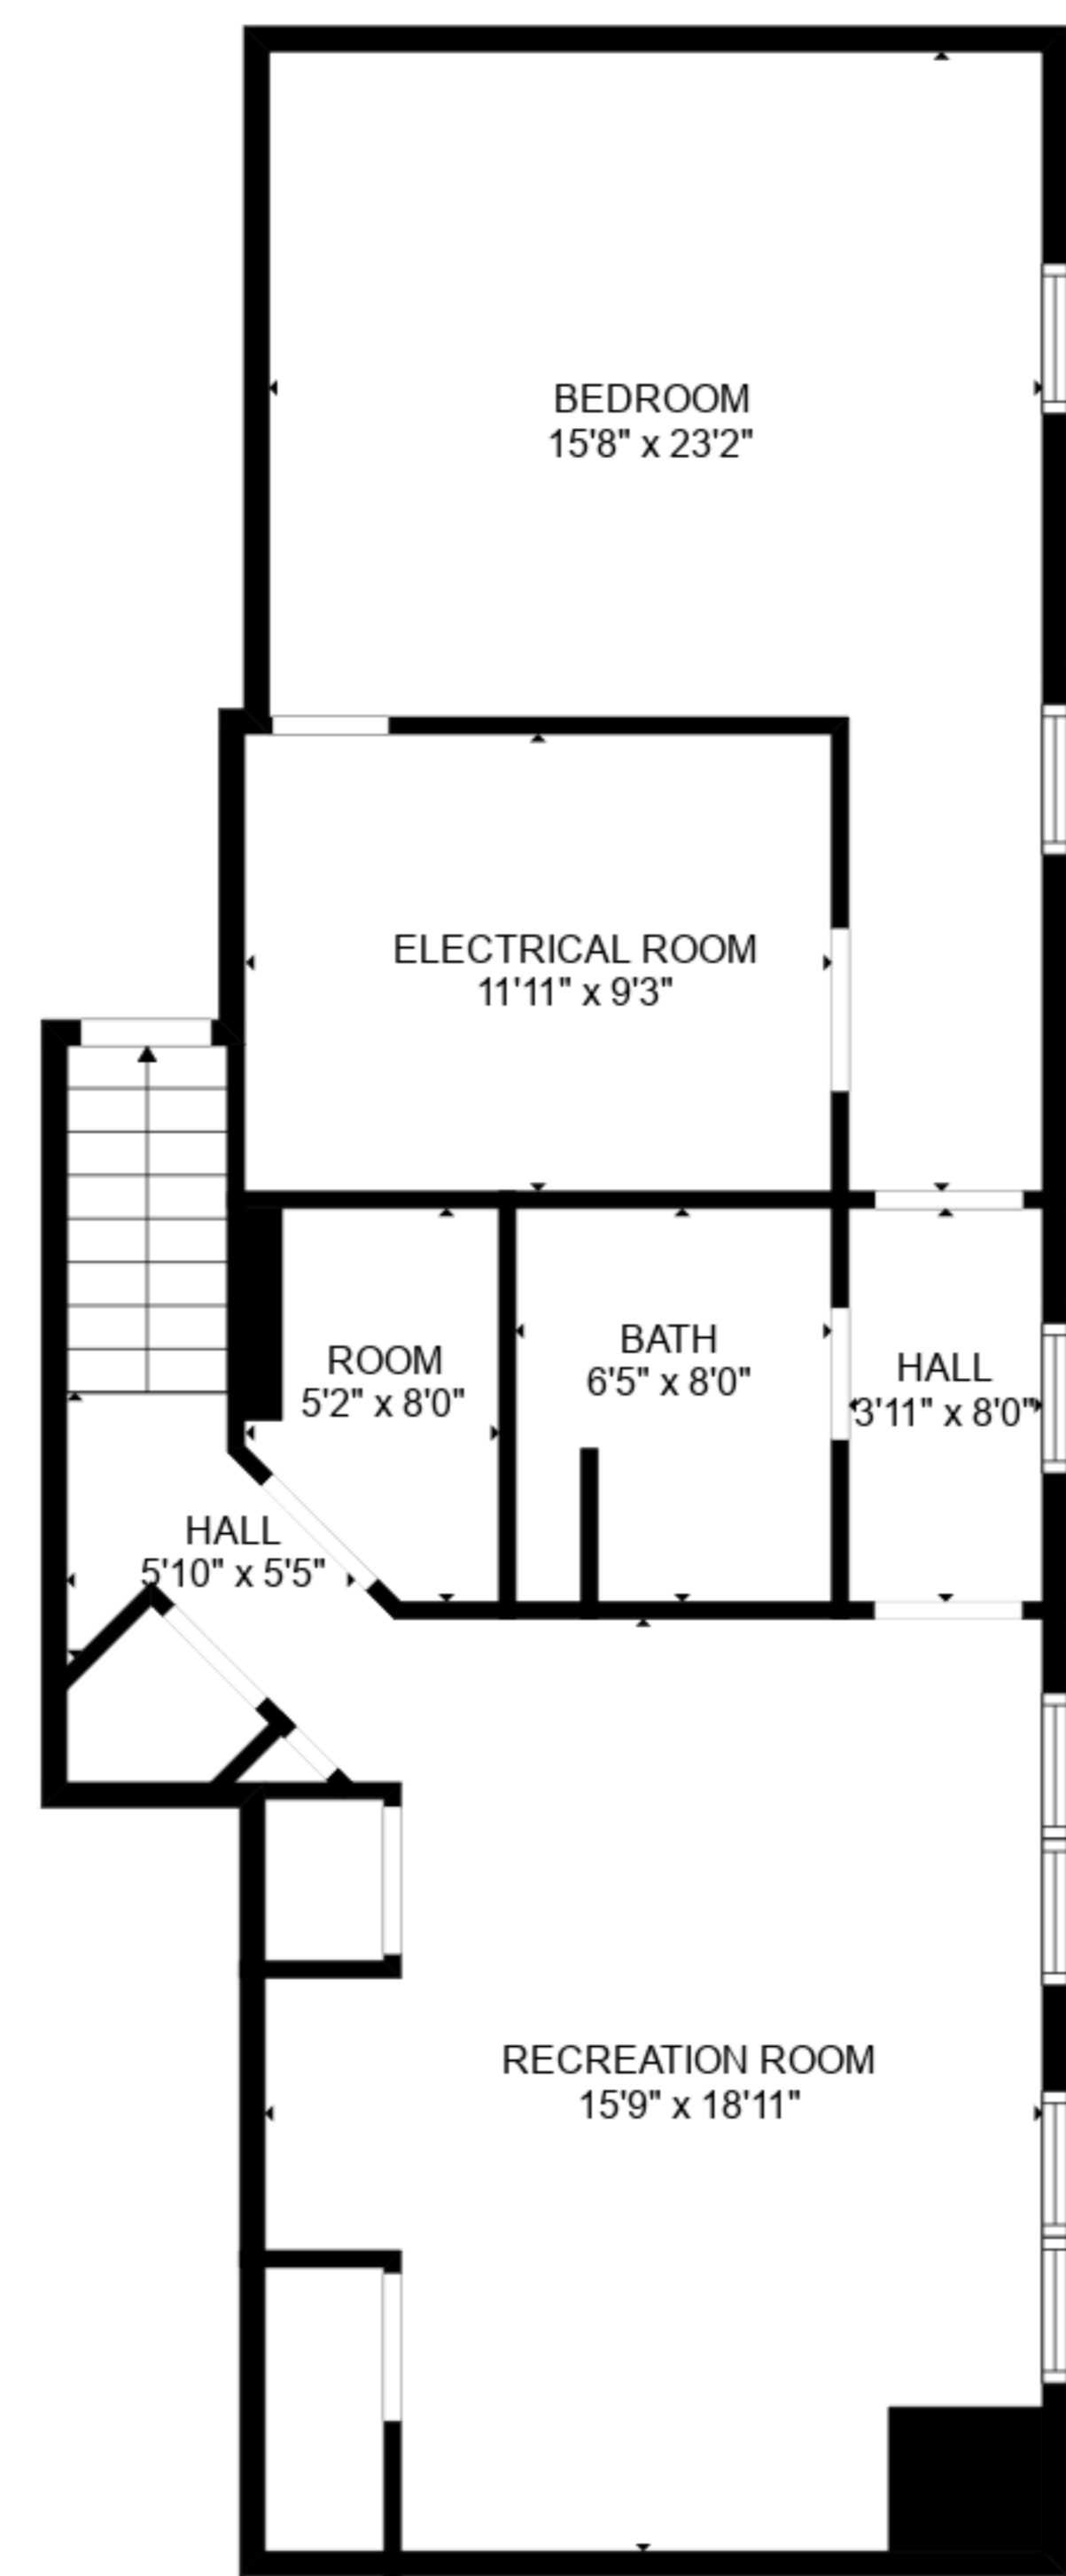 BEDROOM
15'8" x 23'2"
ELECTRICAL ROOM
11'11" x 9'3"
ROOM
5'2" x 8'0"
BATH
6'5" x 8'0"
HALL
3'11" x 8'0"
HALL
5'10" x 5'5"
RECREATION ROOM
15'9" x 18'11"